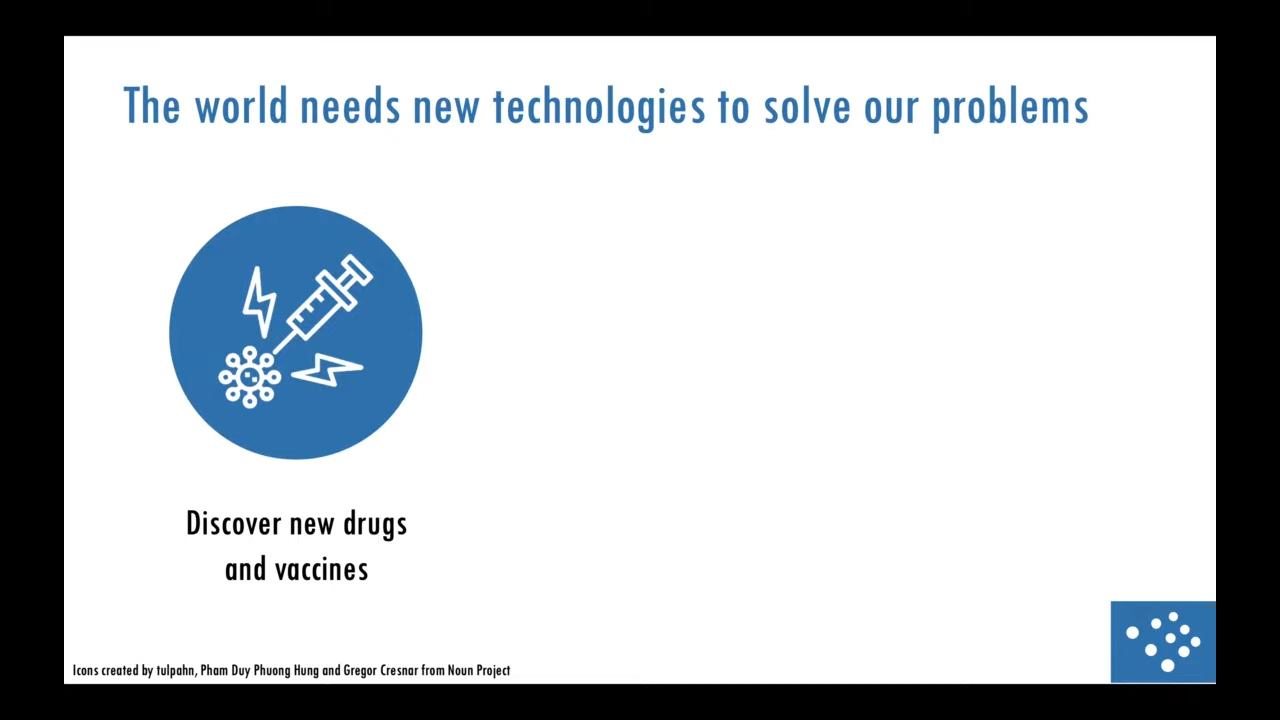 The world needs new technologies to solve our problems
Discover new drugs
and vaccines
Icons created by tulpahn, Pham Duy Phuong Hung and Gregor Cresnar from Noun Project